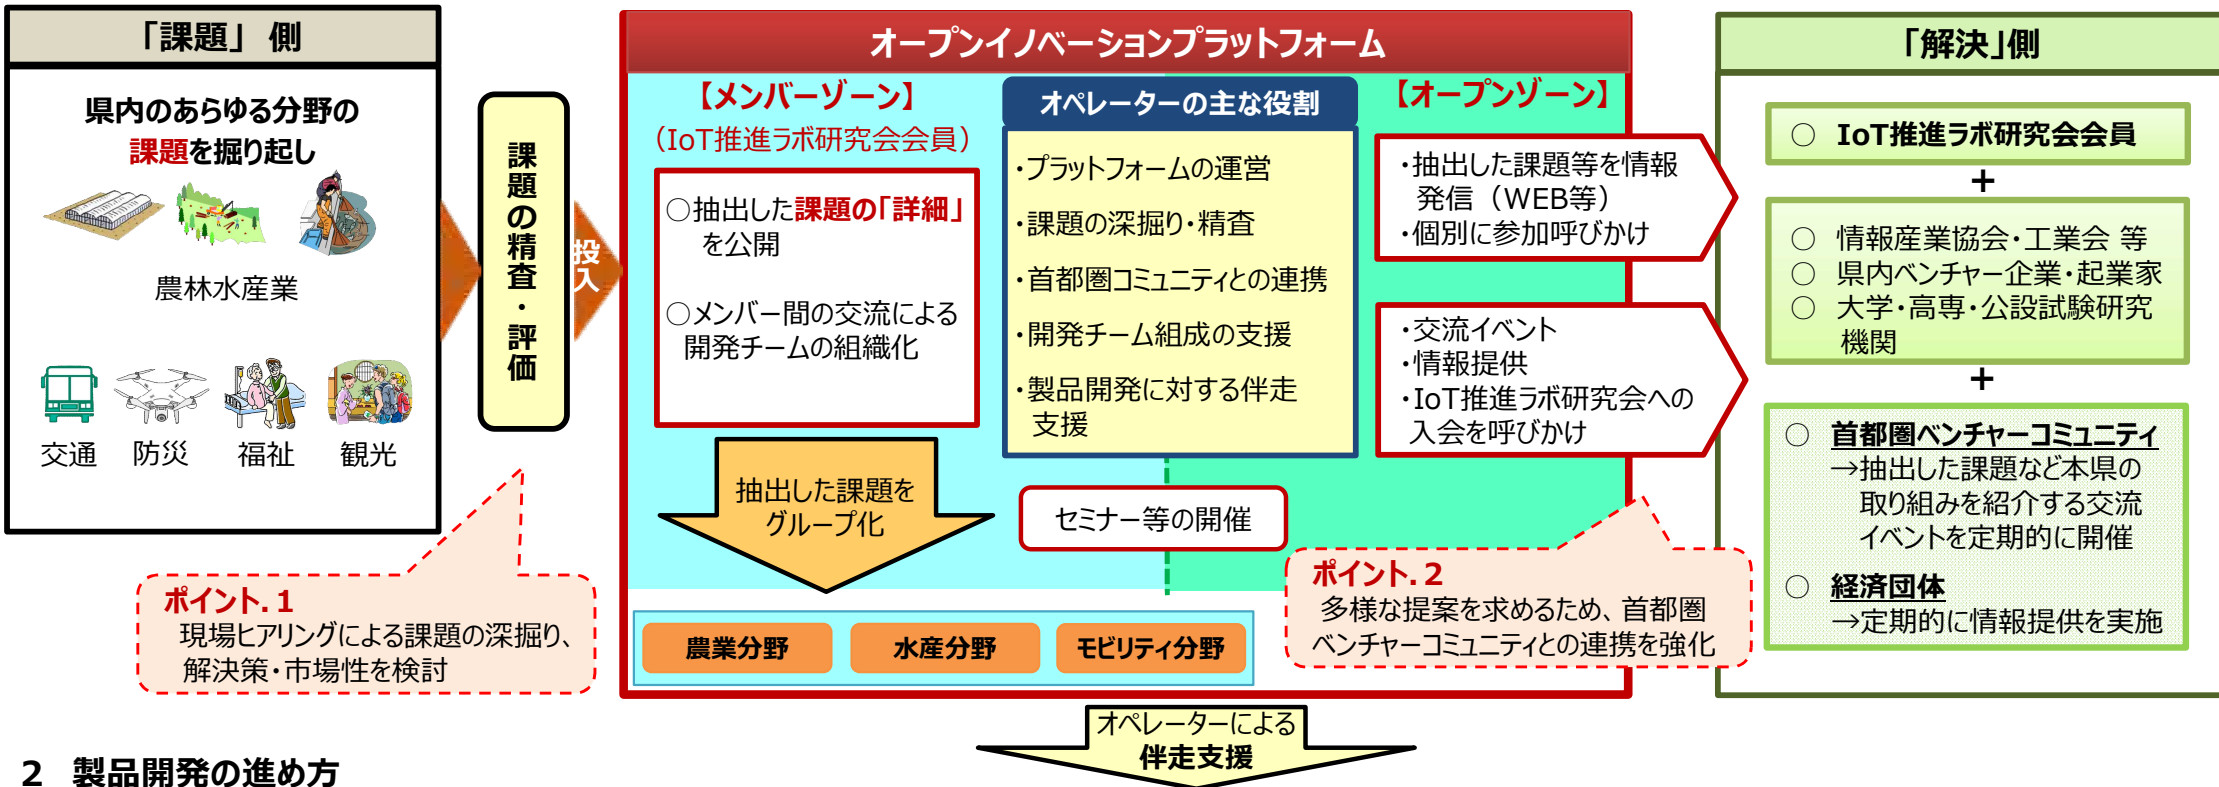 「課題」 側
県内のあらゆる分野の
課題を掘り起し
農林水産業
交通
防災
福祉
観光
課題の精査・評価
投入
ポイント.1
現場ヒアリングによる課題の深掘り、
解決策・市場性を検討
オープンイノベーションプラットフォーム
【メンバーゾーン】
（IoT推進ラボ研究会会員）
○抽出した課題の「詳細」
を公開
○メンバー間の交流による
開発チームの組織化
抽出した課題を
グループ化
オペレーターの主な役割
・プラットフォームの運営
・課題の深掘り・精査
・首都圏コミュニティとの連携
・開発チーム組成の支援
・製品開発に対する伴走
支援
セミナー等の開催
【オープンゾーン】
・抽出した課題等を情報
発信（WEB等）
・個別に参加呼びかけ
・交流イベント
・情報提供
・IoT推進ラボ研究会への
入会を呼びかけ
ポイント.2
多様な提案を求めるため、首都圏
ベンチャーコミュニティとの連携を強化
農業分野
水産分野
モビリティ分野
「解決」側
○ IoT推進ラボ研究会会員
+
○ 情報産業協会・工業会 等
○ 県内ベンチャー企業・起業家
○ 大学・高専・公設試験研究
機関
+
○ 首都圏ベンチャーコミュニティ
→抽出した課題など本県の
取り組みを紹介する交流
イベントを定期的に開催
○ 経済団体
→定期的に情報提供を実施
オペレーターによる
伴走支援
2 製品開発の進め方